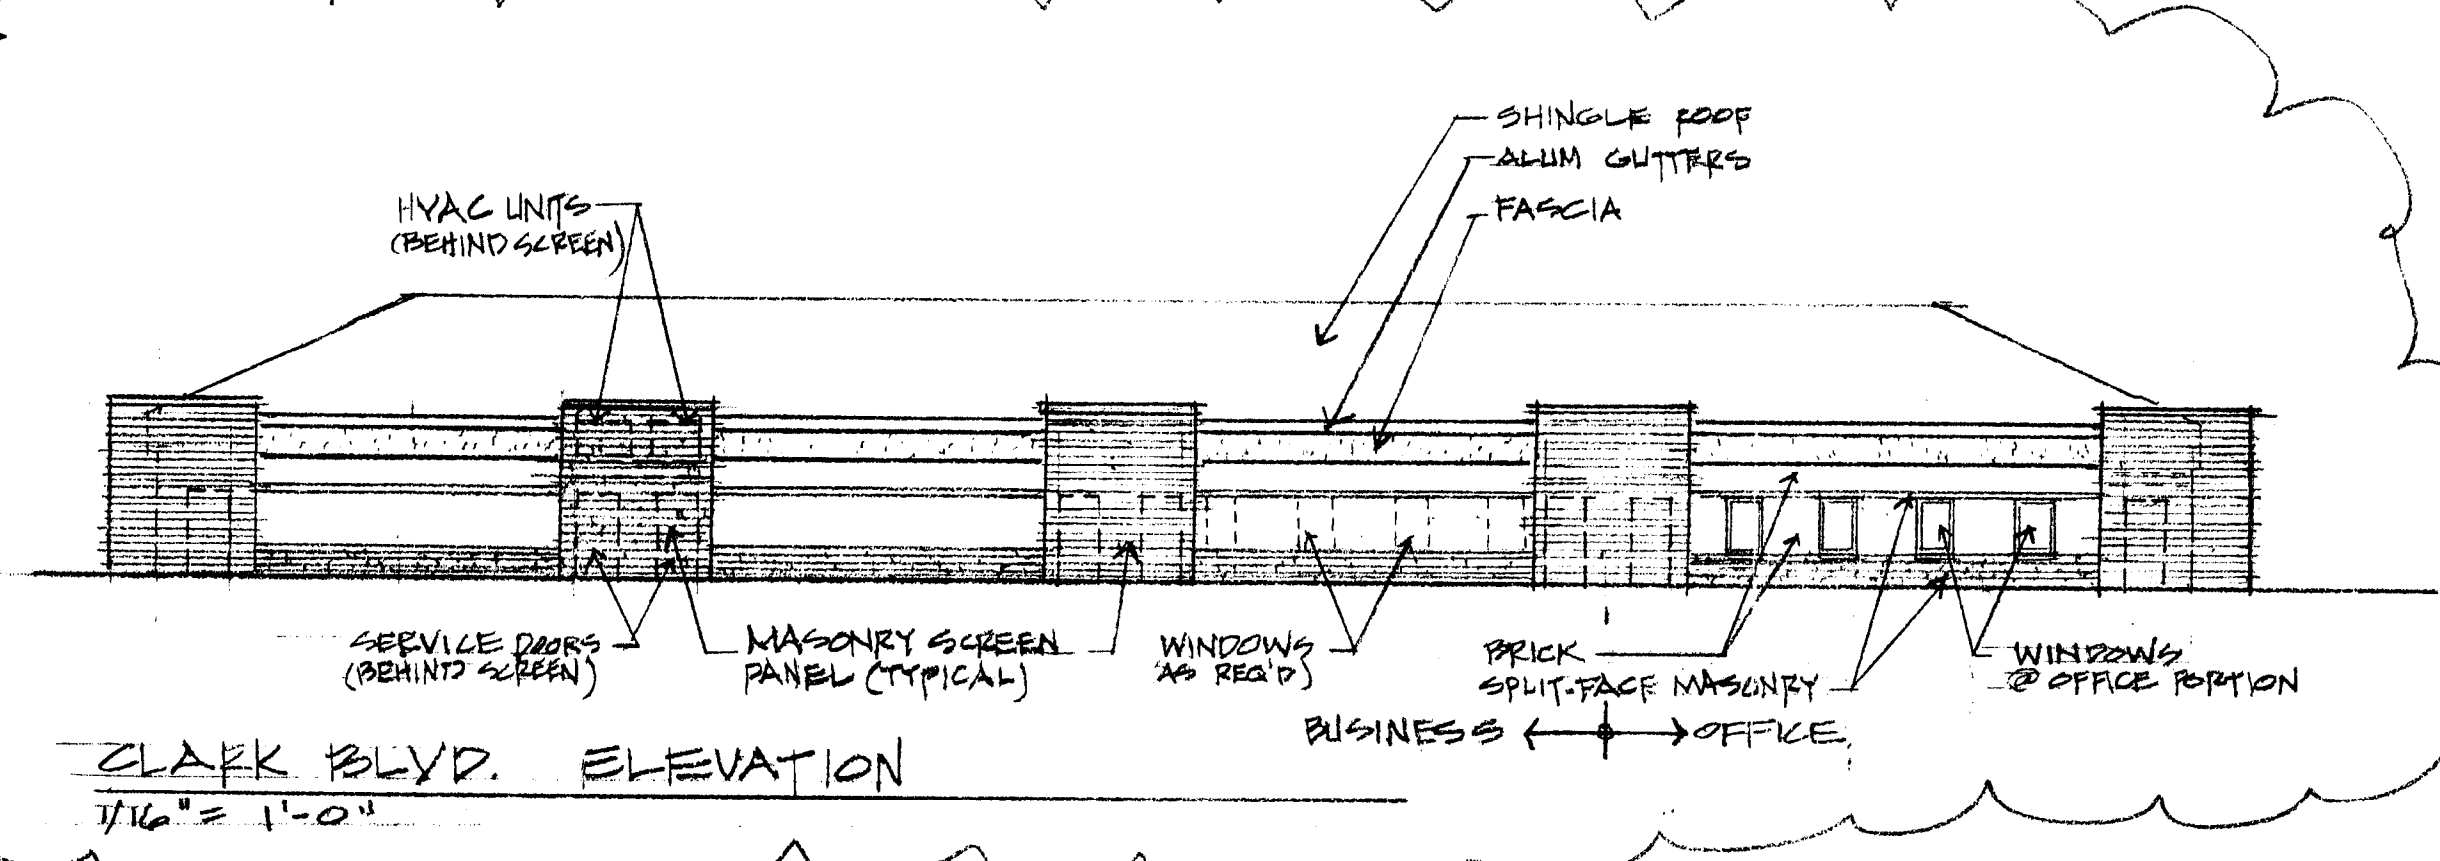 SHINGLE ROOF
ALUM GUTTERS
FASCIA
HVAC UNITS
(BEHIND SCREEN)
SERVICE DOORS
(BEHIND SCREEN)
MASONRY SCREEN
PANEL (TYPICAL)
WINDOWS
AS REQ'D)
BRICK
SPLIT-FACE MASONRY
WINDOWS
@ OFFICE PORTION
BUSINESS
OFFICE
CLARK BLVD. ELEVATION
1/16" = 1'-0"